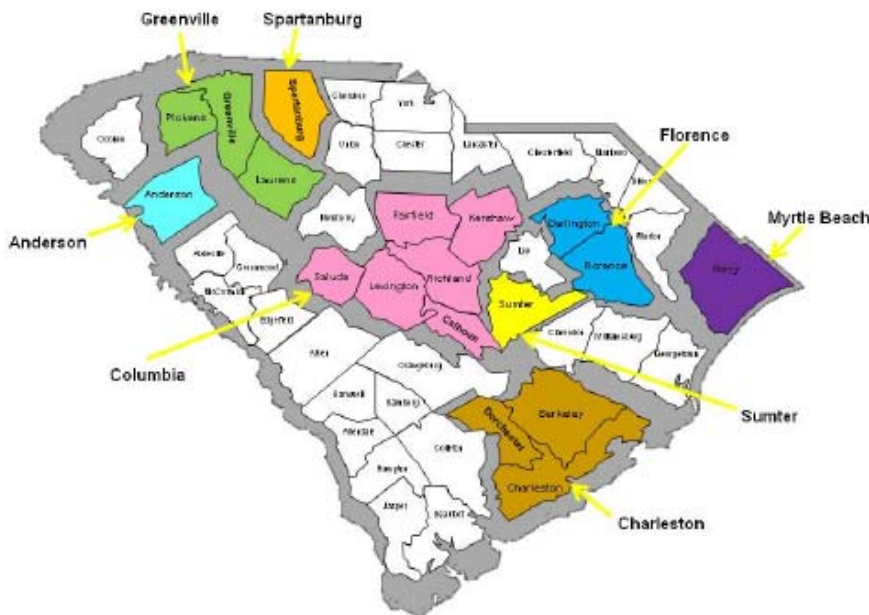 Greenville
Spartanburg
Florence
Myrtle Beach
Anderson
Columbia
Sumter
Charleston
Pickens
Greenville
Spartanburg
York
Union
Chester
Lancaster
Chesterfield
Laurens
Anderson
Newberry
Fairfield
Kershaw
Darlington
Florence
Marion
Horry
Lee
Abbeville
Greenwood
McCormick
Edgefield
Saluda
Lexington
Richland
Calhoun
Sumter
Clarendon
Williamsburg
Georgetown
Aiken
Orangeburg
Barnwell
Bamberg
Allendale
Hampton
Colleton
Dorchester
Berkeley
Charleston
Jasper
Beaufort